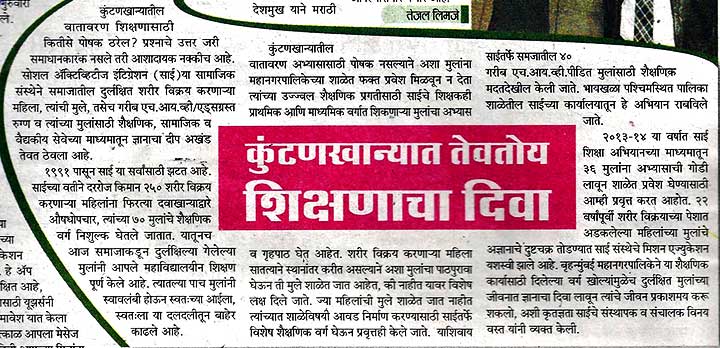 देशमुख याने मराठी
तेजल लिमजे
कुंटणखान्यात तेवतोय
शिक्षणाचा दिवा
कुंटणखान्यातील
वातावरण शिक्षणासाठी
कितीसे पोषक ठरेल? प्रश्नाचे उत्तर जरी
समाधानकारक नसले तरी आशादायक नक्कीच आहे.
सोशल ॲक्टिव्हिटीज इंटिग्रेशन (साई)या सामाजिक
संस्थेने समाजातील दुर्लक्षित शरीर विक्रय करणाऱ्या
महिला, त्यांची मुले, तसेच गरीब एच.आय.व्ही/एड्सग्रस्त
रुग्ण व त्यांच्या मुलांसाठी शैक्षणिक, सामाजिक व
वैद्यकीय सेवेच्या माध्यमातून ज्ञानाचा दीप अखंड
तेवत ठेवला आहे.
१९९१ पासून साई या सर्वांसाठी झटत आहे.
साईच्या वतीने दररोज किमान २५० शरीर विक्रय
करणाऱ्या महिलांना फिरत्या दवाखान्याद्वारे
औषधोपचार, त्यांच्या ७० मुलांचे शैक्षणिक
वर्ग निशुल्क घेतले जातात. यातूनच
आज समाजाकडून दुर्लक्षिल्या गेलेल्या
मुलांनी आपले महाविद्यालयीन शिक्षण
पूर्ण केले आहे. त्यातल्या पाच मुलांनी
स्वावलंबी होऊन स्वतःच्या आईला,
स्वतःला या दलदलीतून बाहेर
काढले आहे.
कुंटणखान्यातील
वातावरण अभ्यासासाठी पोषक नसल्याने अशा मुलांना
महानगरपालिकेच्या शाळेत फक्त प्रवेश मिळवून न देता
त्यांच्या उज्ज्वल शैक्षणिक प्रगतीसाठी साईचे शिक्षकही
प्राथमिक आणि माध्यमिक वर्गात शिकणाऱ्या मुलांचा अभ्यास
व गृहपाठ घेत आहेत. शरीर विक्रय करणाऱ्या महिला
सातत्याने स्थानांतर करीत असल्याने अशा मुलांचा पाठपुरावा
घेऊन ती मुले शाळेत जात आहेत, की नाहीत यावर विशेष
लक्ष दिले जाते. ज्या महिलांची मुले शाळेत जात नाहीत
त्यांच्यात शाळेविषयी आवड निर्माण करण्यासाठी साईतर्फे
विशेष शैक्षणिक वर्ग घेऊन प्रवृत्तही केले जाते. याशिवाय
साईतर्फे समाजातील ४०
गरीब एच.आय.व्ही.पीडित मुलांसाठी शैक्षणिक
मदतदेखील केली जाते. भायखळा पश्चिमस्थित पालिका
शाळेतील साईच्या कार्यालयातून हे अभियान राबविले
जाते.
२०१३-१४ या वर्षात साई
शिक्षा अभियानच्या माध्यमातून
३६ मुलांना अभ्यासाची गोडी
लावून शाळेत प्रवेश घेण्यासाठी
आम्ही प्रवृत्त करत आहोत. २२
वर्षांपूर्वी शरीर विक्रयाच्या पेशात
अडकलेल्या महिलांच्या मुलांचे
अज्ञानाचे दुष्टचक्र तोडण्यात साई संस्थेचे मिशन एज्युकेशन
यशस्वी झाले आहे. बृहन्मुंबई महानगरपालिकेने या शैक्षणिक
कार्यासाठी दिलेल्या वर्ग खोल्यांमुळेच दुर्लक्षित मुलांच्या
जीवनात ज्ञानाचा दिवा लावून त्यांचे जीवन प्रकाशमय करू
शकलो, अशी कृतज्ञता साईचे संस्थापक व संचालक विनय
वस्त यांनी व्यक्त केली.